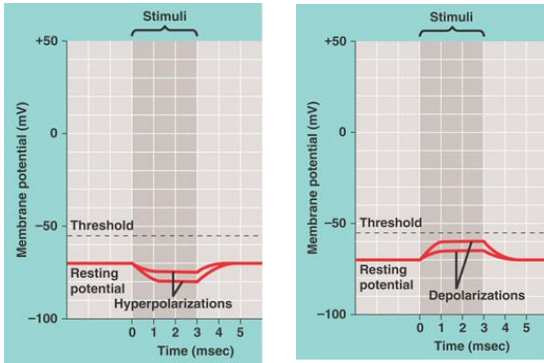 Stimuli
+50
0
−50
−100
Membrane potential (mV)
Threshold
Resting
potential
Hyperpolarizations
0 1 2 3 4 5
Time (msec)
Stimuli
+50
0
−50
−100
Membrane potential (mV)
Threshold
Resting
potential
Depolarizations
0 1 2 3 4 5
Time (msec)